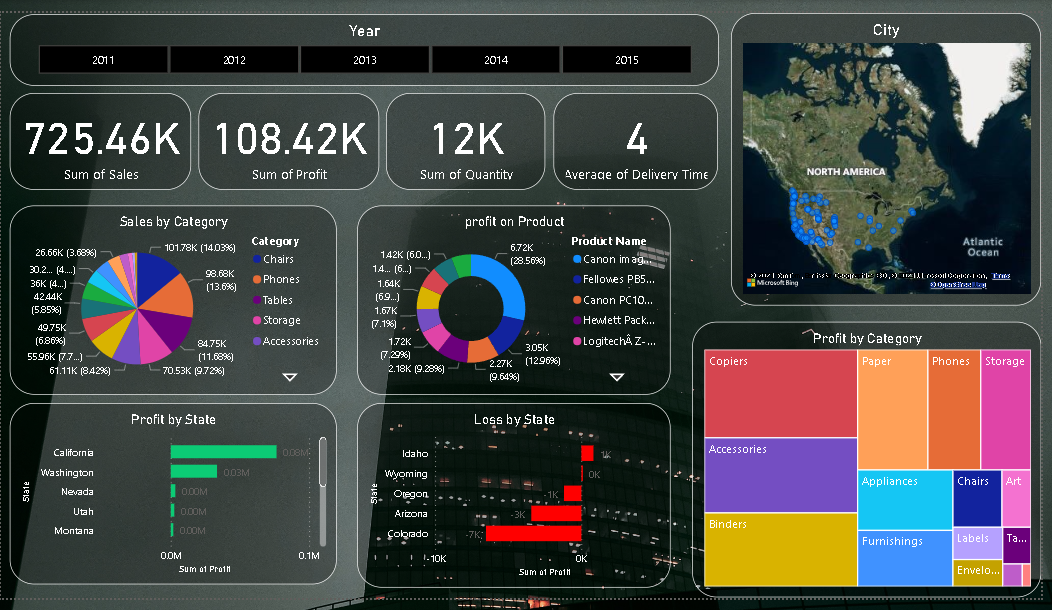 Year
2011
2012
2013
2014
2015
725.46K
Sum of Sales
108.42K
Sum of Profit
12K
Sum of Quantity
4
Average of Delivery Time
City
NORTH AMERICA
Atlantic
Ocean
Microsoft Bing
Terms
© OpenStreetMap
Sales by Category
101.78K (14.03%)
98.68K
(13.6%)
84.75K
(11.68%)
70.53K (9.72%)
61.11K (8.42%)
55.96K (7.7...)
49.75K
(6.86%)
42.44K
(5.85%)
36K (4...)
30.2... (4....)
26.66K (3.68%)
Category
Chairs
Phones
Tables
Storage
Accessories
profit on Product
6.72K
(28.56%)
3.05K
(12.96%)
2.27K
(9.64%)
2.18K (9.28%)
1.72K
(7.29%)
1.67K
(7.1%)
1.64K
(6.9...)
1.4... (6...)
1.42K (6.0...)
Product Name
Canon imag...
Fellowes PB5...
Canon PC10...
Hewlett Pack...
LogitechÂ Z-...
Profit by State
State
California
0.08M
Washington
0.03M
Nevada
0.00M
Utah
0.00M
Montana
0.00M
0.0M
0.1M
Sum of Profit
Loss by State
State
Idaho
1K
Wyoming
0K
Oregon
-1K
Arizona
-3K
Colorado
-7K
-10K
0K
Sum of Profit
Profit by Category
Copiers
Accessories
Binders
Paper
Phones
Storage
Appliances
Furnishings
Chairs
Art
Labels
Ta...
Envelo...